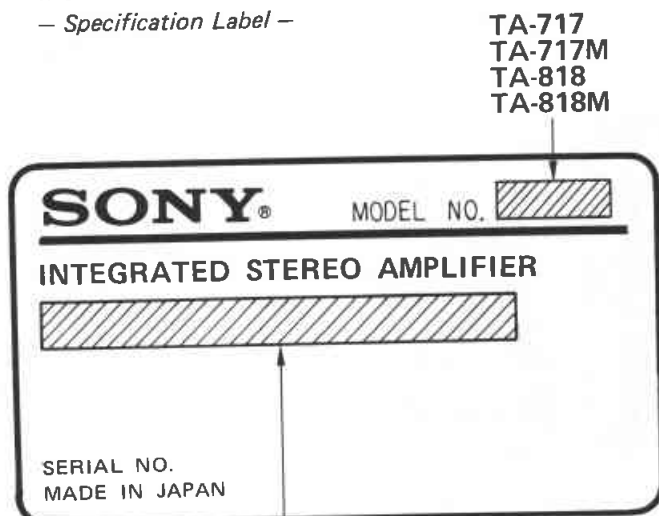 — Specification Label —
TA-717
TA-717M
TA-818
TA-818M
SONY® MODEL NO.
INTEGRATED STEREO AMPLIFIER
SERIAL NO.
MADE IN JAPAN